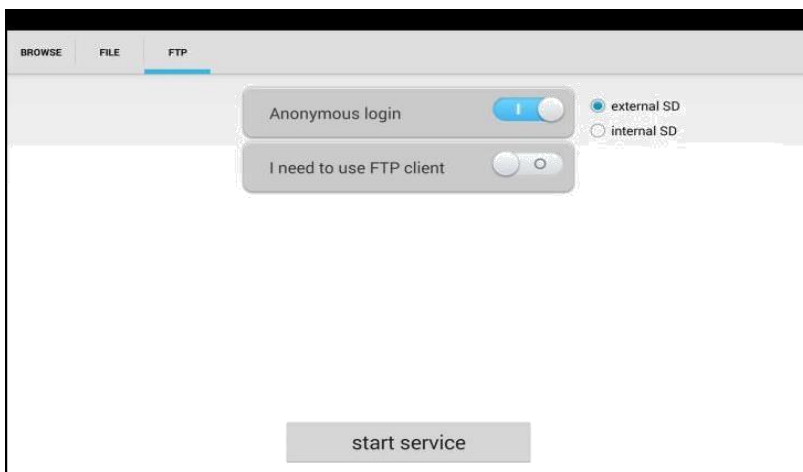 BROWSE FILE FTP
Anonymous login
external SD
internal SD
I need to use FTP client
start service